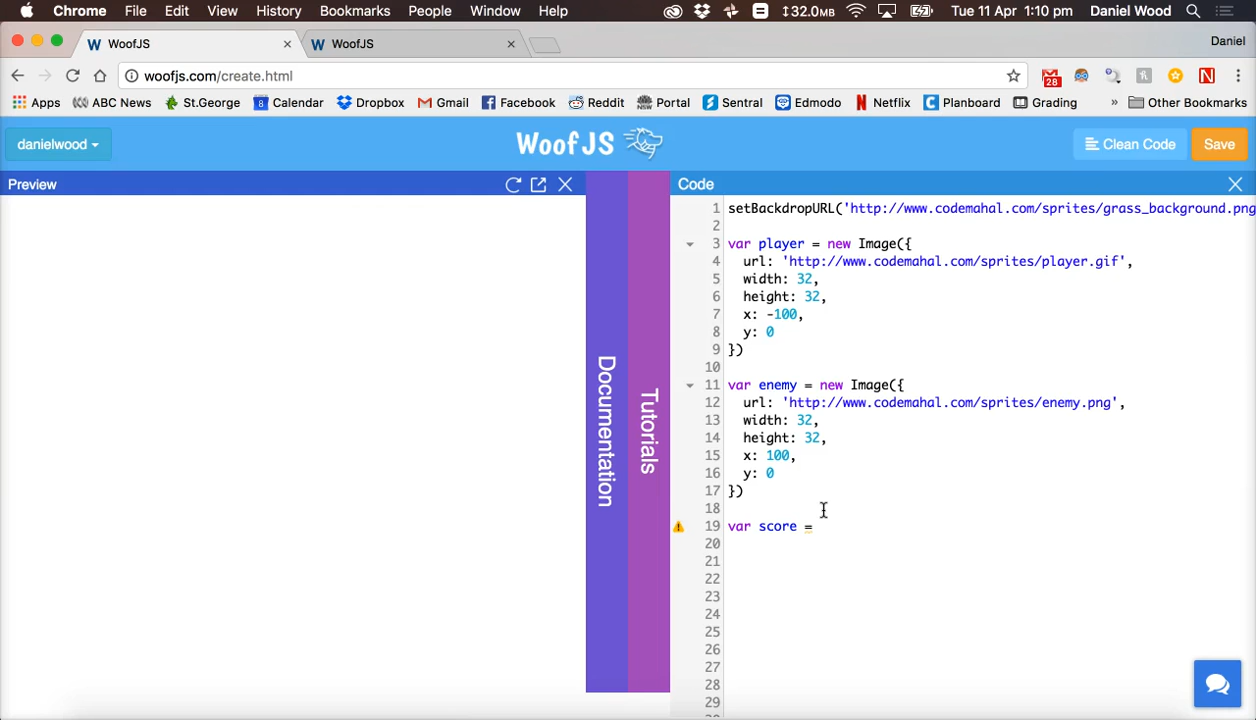 Chrome File Edit View History Bookmarks People Window Help 32.0MB Tue 11 Apr 1:10 pm Daniel Wood
W WoofJS × W WoofJS × Daniel
woofjs.com/create.html 28
Apps ABC News St.George 8 Calendar Dropbox Gmail Facebook Reddit Portal Sentral Edmodo Netflix Planboard Grading » Other Bookmarks
danielwood WoofJS Clean Code Save
Preview
Documentation
Tutorials
Code
1 setBackdropURL('http://www.codemahal.com/sprites/grass_background.png
2
3 var player = new Image({
4 url: 'http://www.codemahal.com/sprites/player.gif',
5 width: 32,
6 height: 32,
7 x: -100,
8 y: 0
9 })
10
11 var enemy = new Image({
12 url: 'http://www.codemahal.com/sprites/enemy.png',
13 width: 32,
14 height: 32,
15 x: 100,
16 y: 0
17 })
18
19 var score =
20
21
22
23
24
25
26
27
28
29